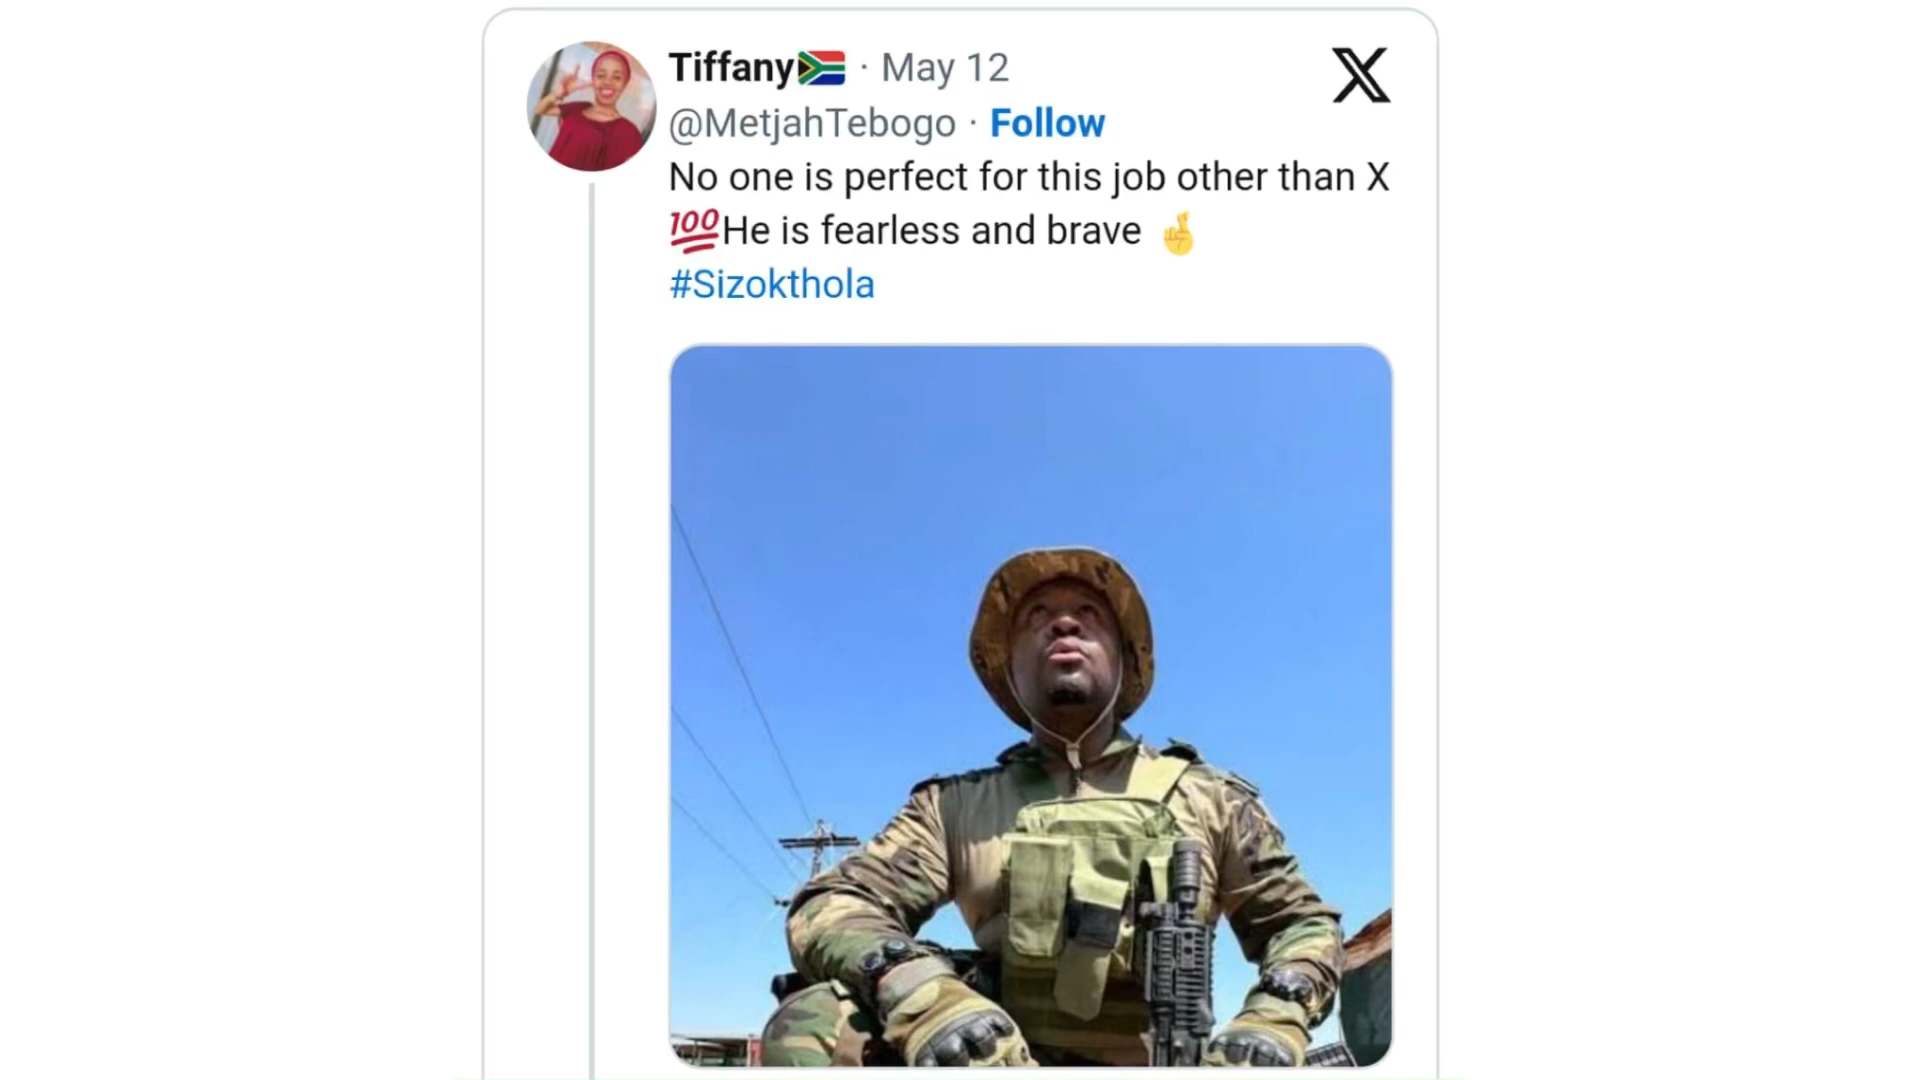 Tiffany🇿🇦 · May 12
@MetjahTebogo · Follow
No one is perfect for this job other than X
💯He is fearless and brave 🤞
#Sizokthola